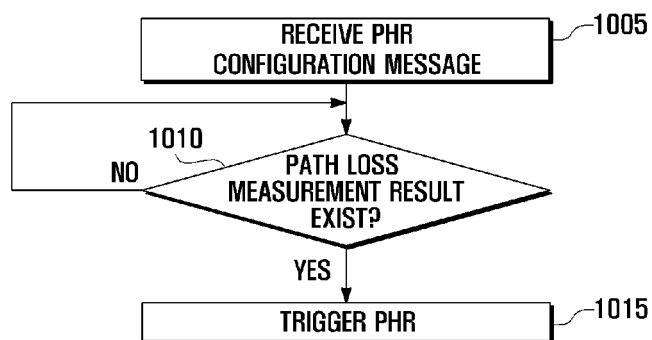 RECEIVE PHR
CONFIGURATION MESSAGE
1005
1010
PATH LOSS
MEASUREMENT RESULT
EXIST?
NO
YES
TRIGGER PHR
1015